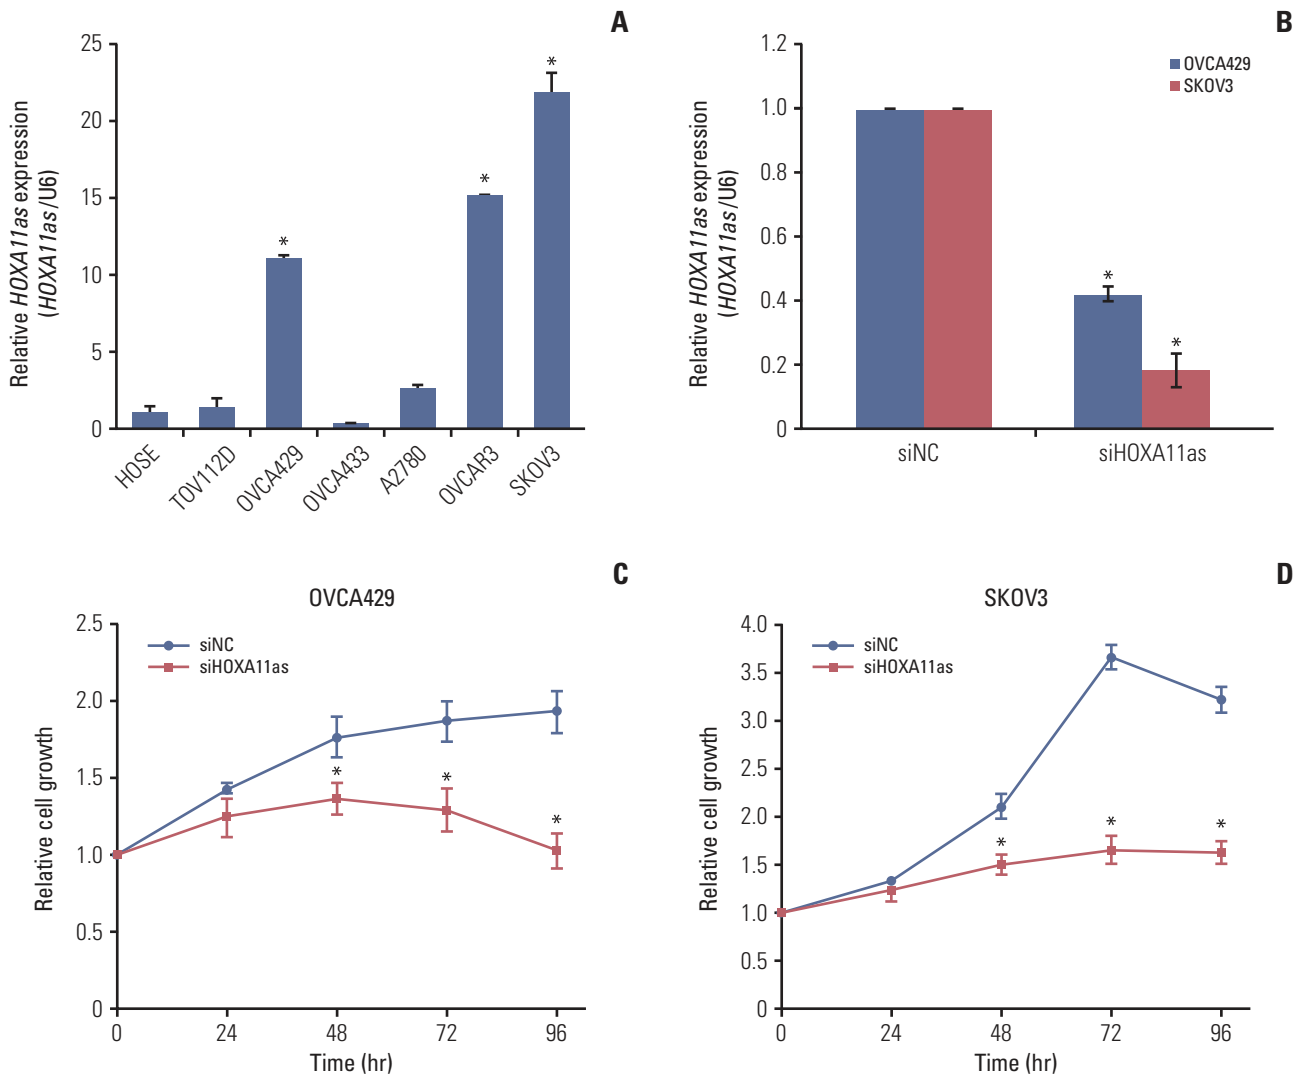 A
Relative HOXA11as expression
(HOXA11as/U6)
25
20
15
10
5
0
*
*
*
HOSE
TOV112D
OVCA429
OVCA433
A2780
OVCAR3
SKOV3
B
Relative HOXA11as expression
(HOXA11as/U6)
1.2
1.0
0.8
0.6
0.4
0.2
0
OVCA429
SKOV3
*
*
siNC
siHOXA11as
C
OVCA429
Relative cell growth
2.5
2.0
1.5
1.0
0.5
0
siNC
siHOXA11as
*
*
*
0
24
48
72
96
Time (hr)
D
SKOV3
Relative cell growth
4.0
3.5
3.0
2.5
2.0
1.5
1.0
0.5
0
siNC
siHOXA11as
*
*
*
0
24
48
72
96
Time (hr)